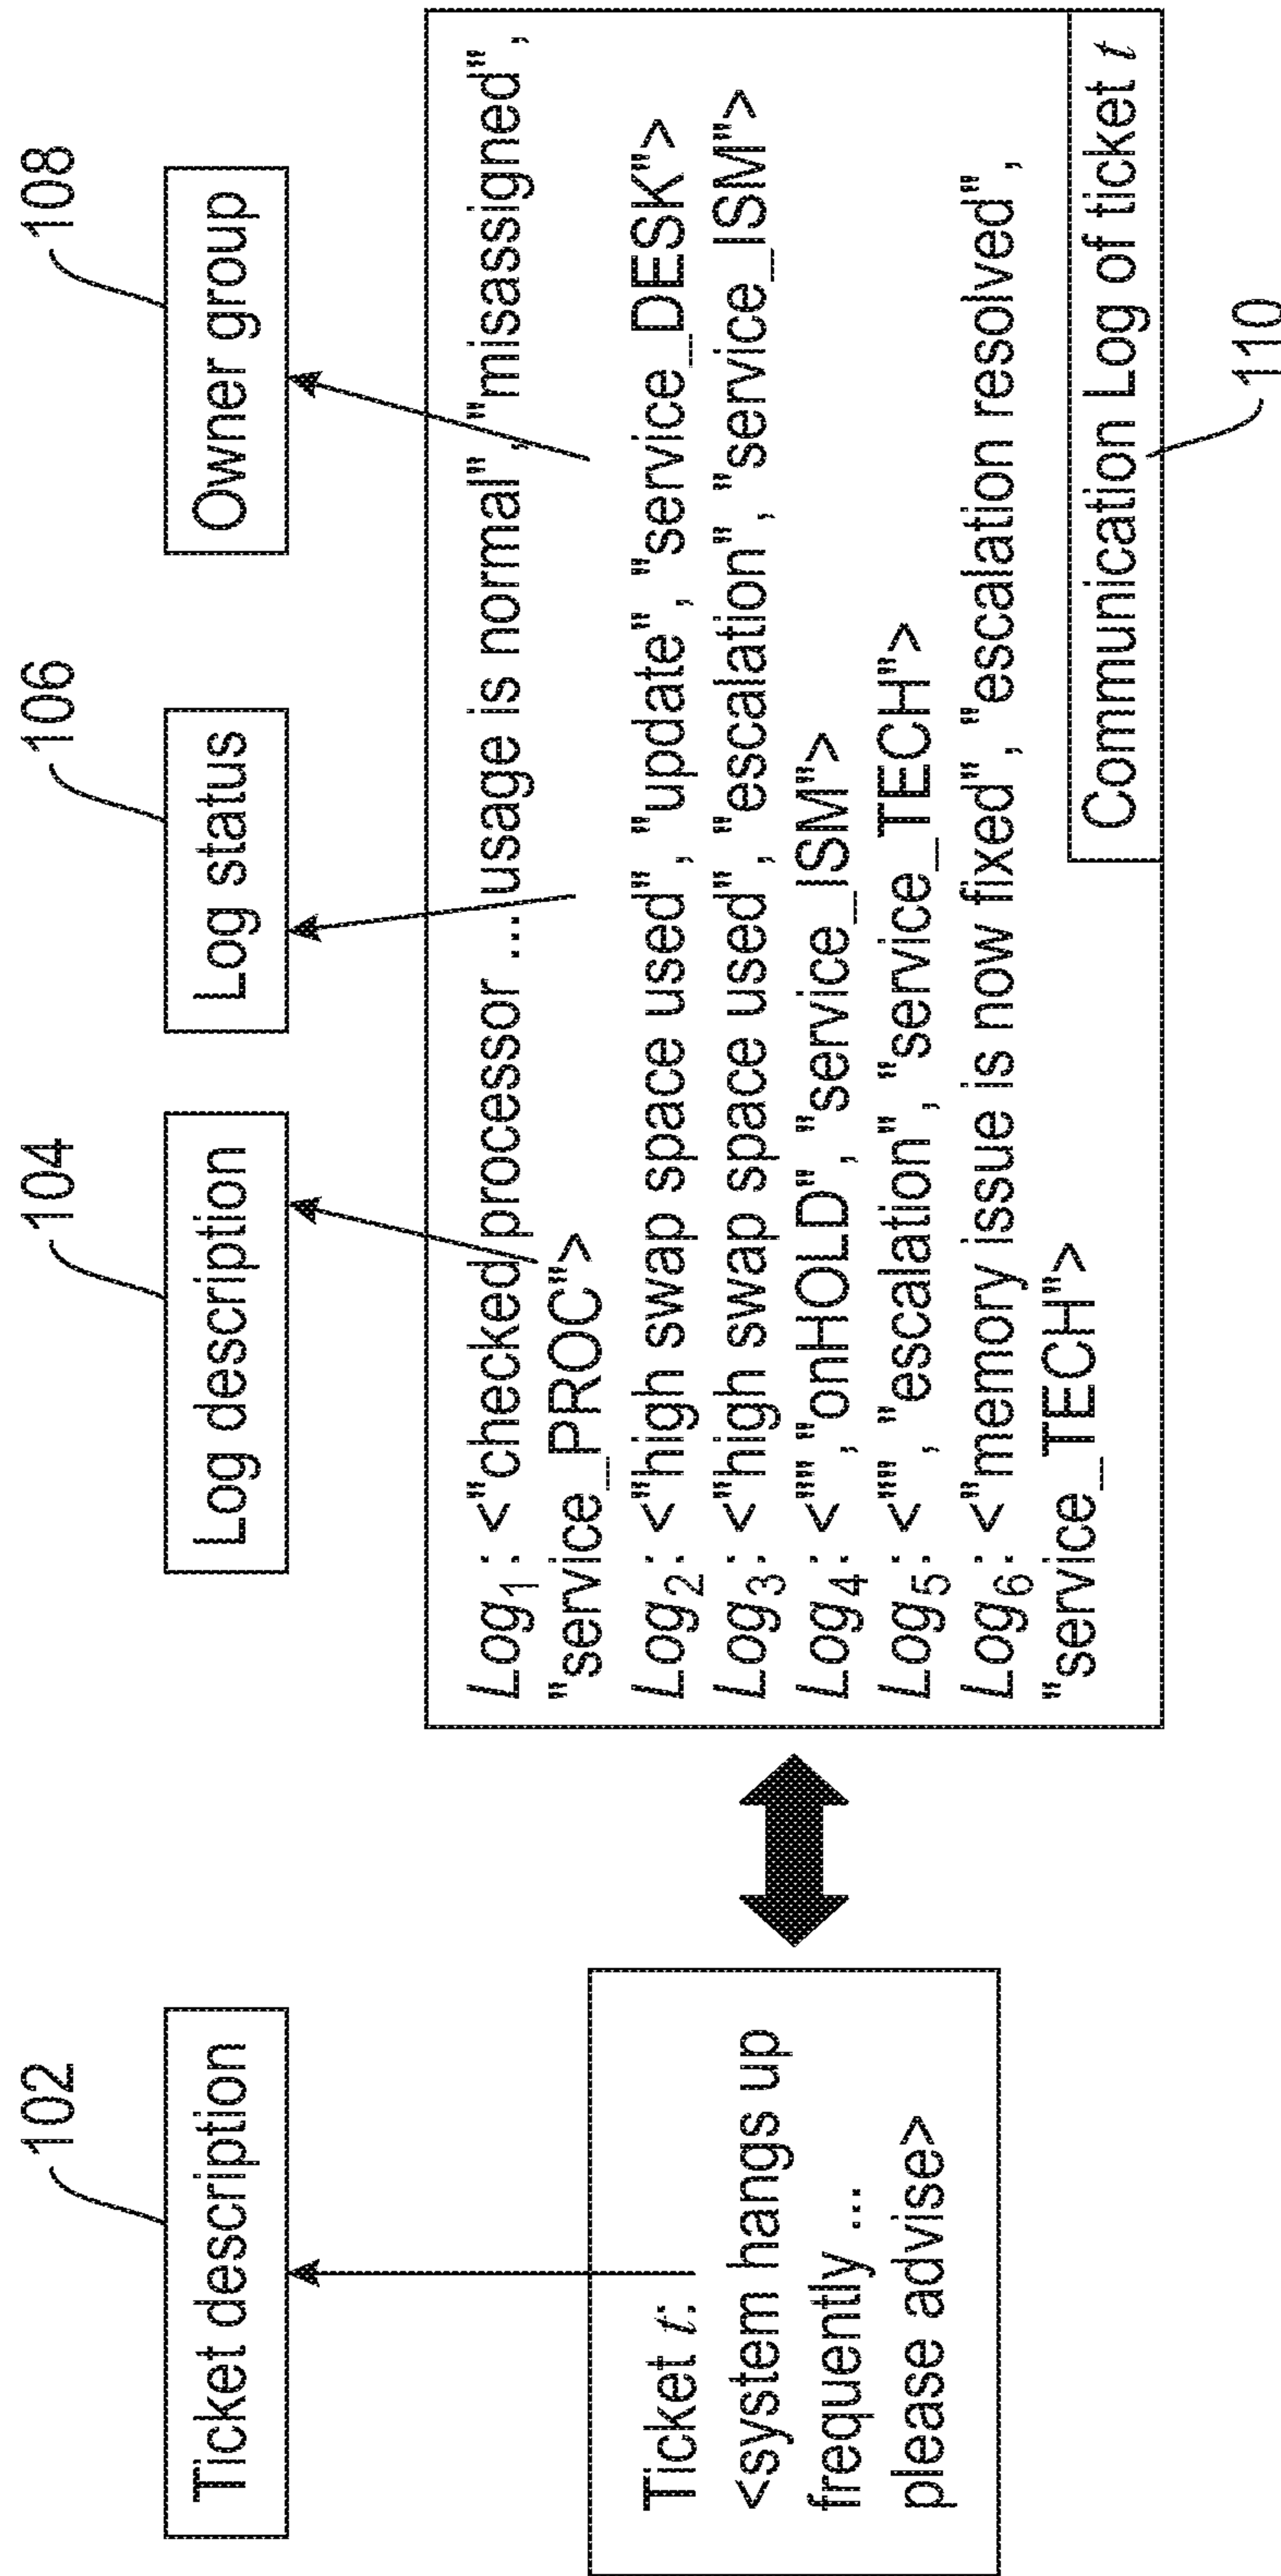 102
Ticket description
104
Log description
106
Log status
108
Owner group
Ticket t:
<system hangs up
frequently ...
please advise>
Log1 : <"checked processor ... usage is normal","misassigned",
"service_PROC">
Log2 : <"high swap space used","update","service_DESK">
Log3 : <"high swap space used","escalation","service_ISM">
Log4 : <"","onHOLD","service_ISM">
Log5 : <"","escalation","service_TECH">
Log6 : <"memory issue is now fixed","escalation resolved",
"service_TECH">
Communication Log of ticket t
110